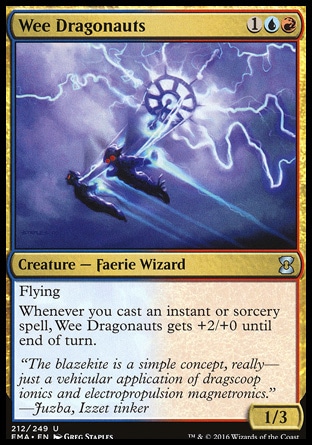 Wee Dragonauts 1
Creature — Faerie Wizard
Flying
Whenever you cast an instant or sorcery
spell, Wee Dragonauts gets +2/+0 until
end of turn.
"The blazekite is a simple concept, really—
just a vehicular application of dragscoop
ionics and electropulsion magnetronics."
—Juzba, Izzet tinker
1/3
212/249 U
EMA • EN Greg Staples
™ & © 2016 Wizards of the Coast